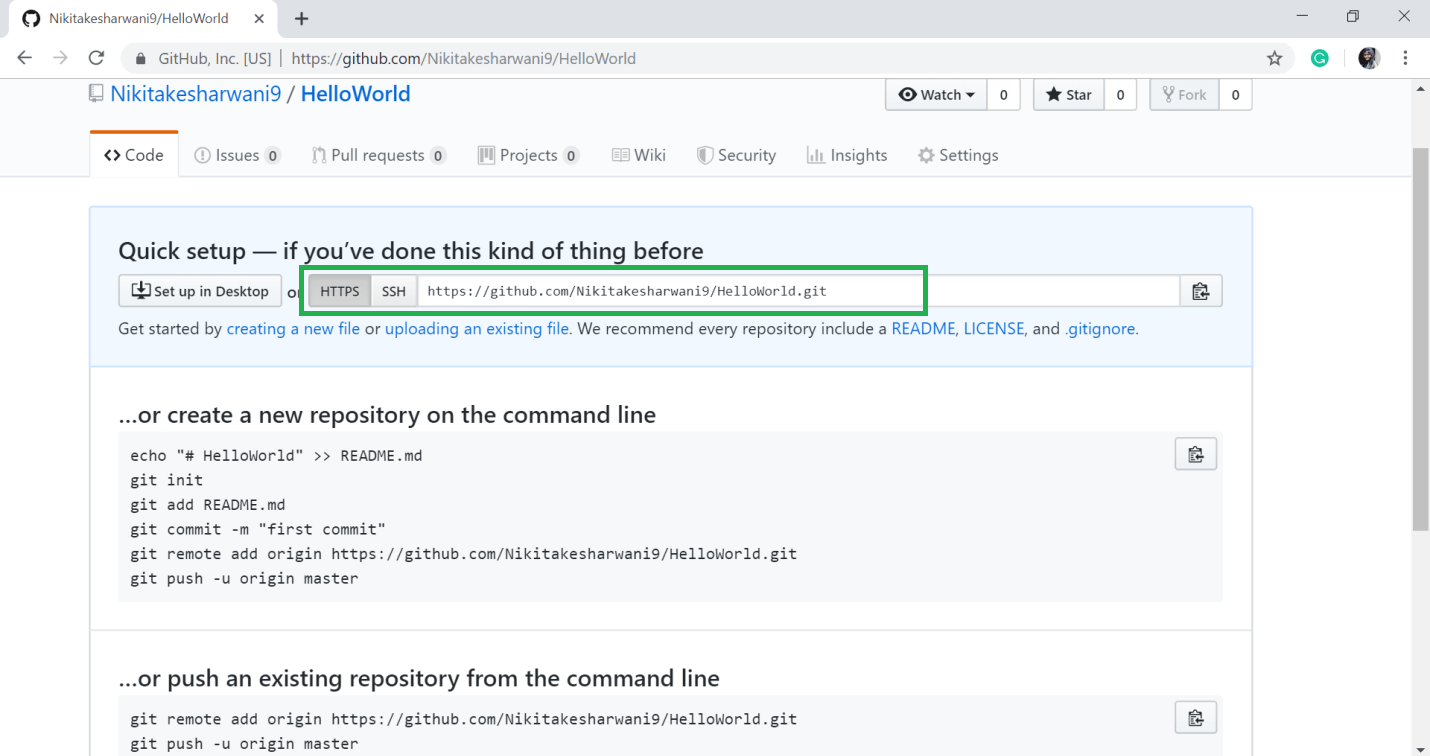 Nikitakesharwani9/HelloWorld
GitHub, Inc. [US] | https://github.com/Nikitakesharwani9/HelloWorld
Nikitakesharwani9 / HelloWorld
Watch 0 Star 0 Fork 0
Code Issues 0 Pull requests 0 Projects 0 Wiki Security Insights Settings
Quick setup — if you’ve done this kind of thing before
Set up in Desktop or HTTPS SSH https://github.com/Nikitakesharwani9/HelloWorld.git
Get started by creating a new file or uploading an existing file. We recommend every repository include a README, LICENSE, and .gitignore.
…or create a new repository on the command line
echo "# HelloWorld" >> README.md
git init
git add README.md
git commit -m "first commit"
git remote add origin https://github.com/Nikitakesharwani9/HelloWorld.git
git push -u origin master
…or push an existing repository from the command line
git remote add origin https://github.com/Nikitakesharwani9/HelloWorld.git
git push -u origin master